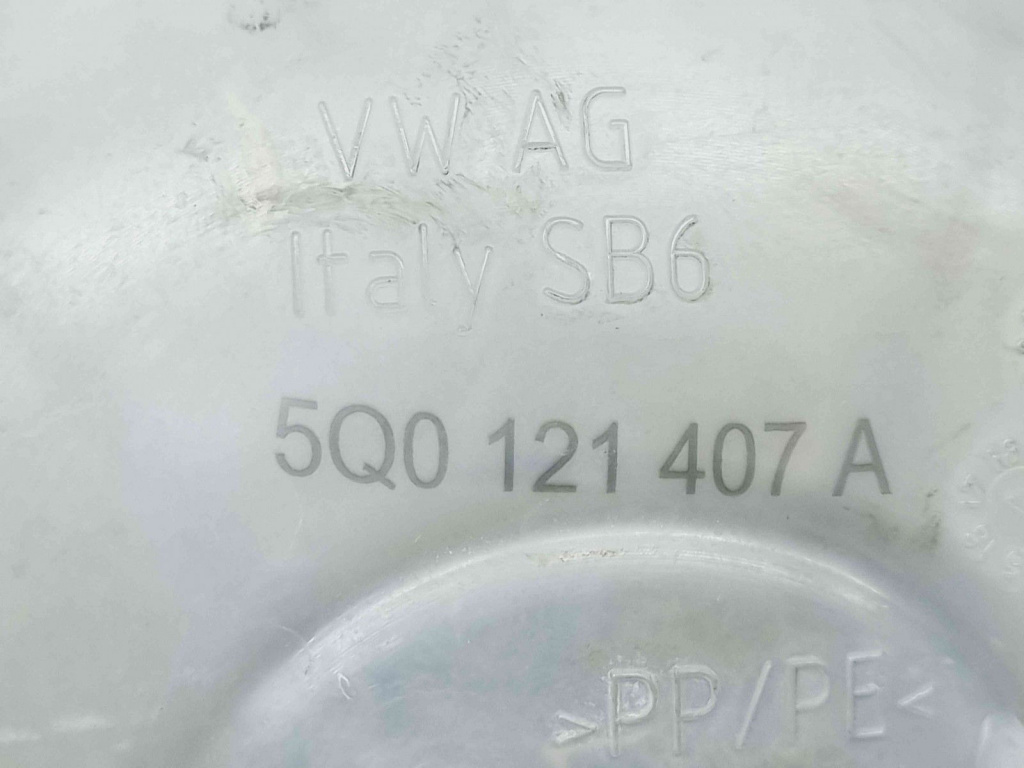 VW AG
Italy SB6
5Q0 121 407 A
>PP/PE<